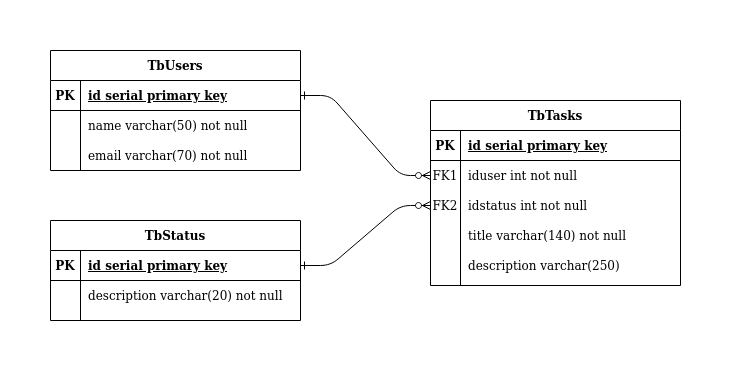 TbUsers
PK id serial primary key
name varchar(50) not null
email varchar(70) not null
TbStatus
PK id serial primary key
description varchar(20) not null
TbTasks
PK id serial primary key
FK1 iduser int not null
FK2 idstatus int not null
title varchar(140) not null
description varchar(250)